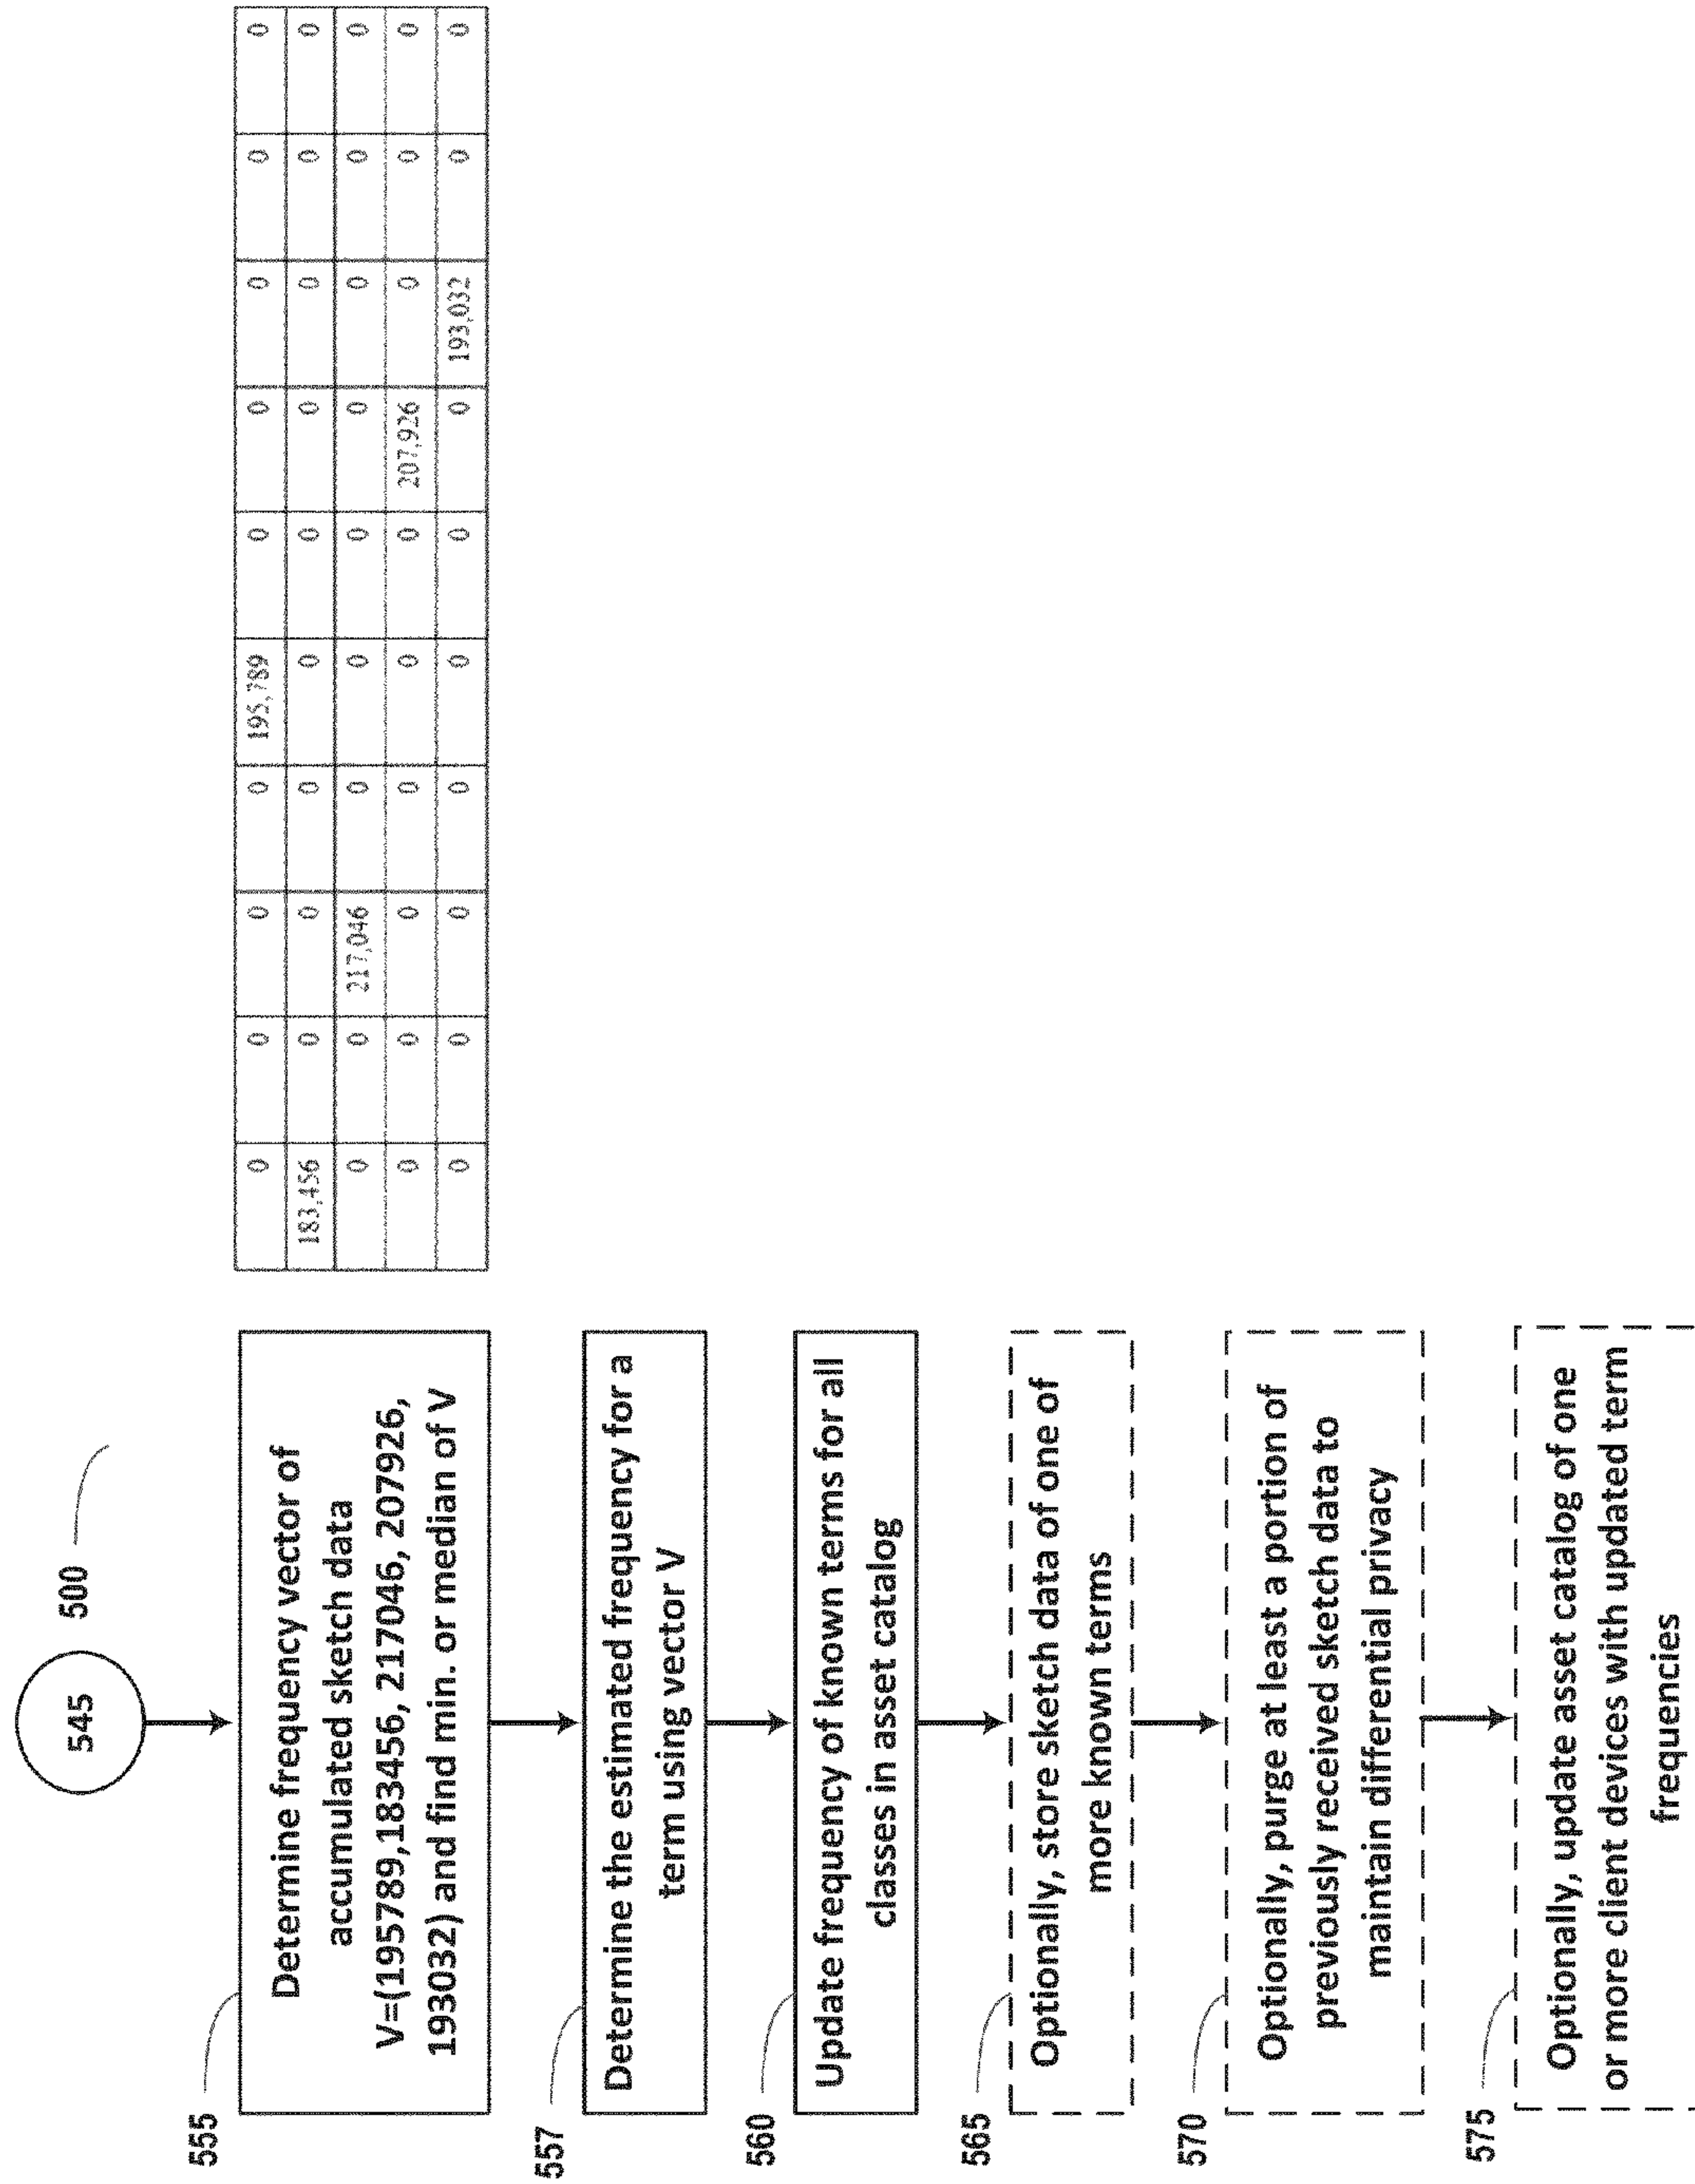 545
500
555
Determine frequency vector of
accumulated sketch data
V=(195789,183456, 217046, 207926,
193032) and find min. or median of V
0 0 0 0 195,789 0 0 0 0 0
183,456 0 0 0 0 0 0 0 0 0
0 0 217,046 0 0 0 0 0 0 0
0 0 0 0 0 0 207,926 0 0 0
0 0 0 0 0 0 0 193,032 0 0
557
Determine the estimated frequency for a
term using vector V
560
Update frequency of known terms for all
classes in asset catalog
565
Optionally, store sketch data of one of
more known terms
570
Optionally, purge at least a portion of
previously received sketch data to
maintain differential privacy
575
Optionally, update asset catalog of one
or more client devices with updated term
frequencies